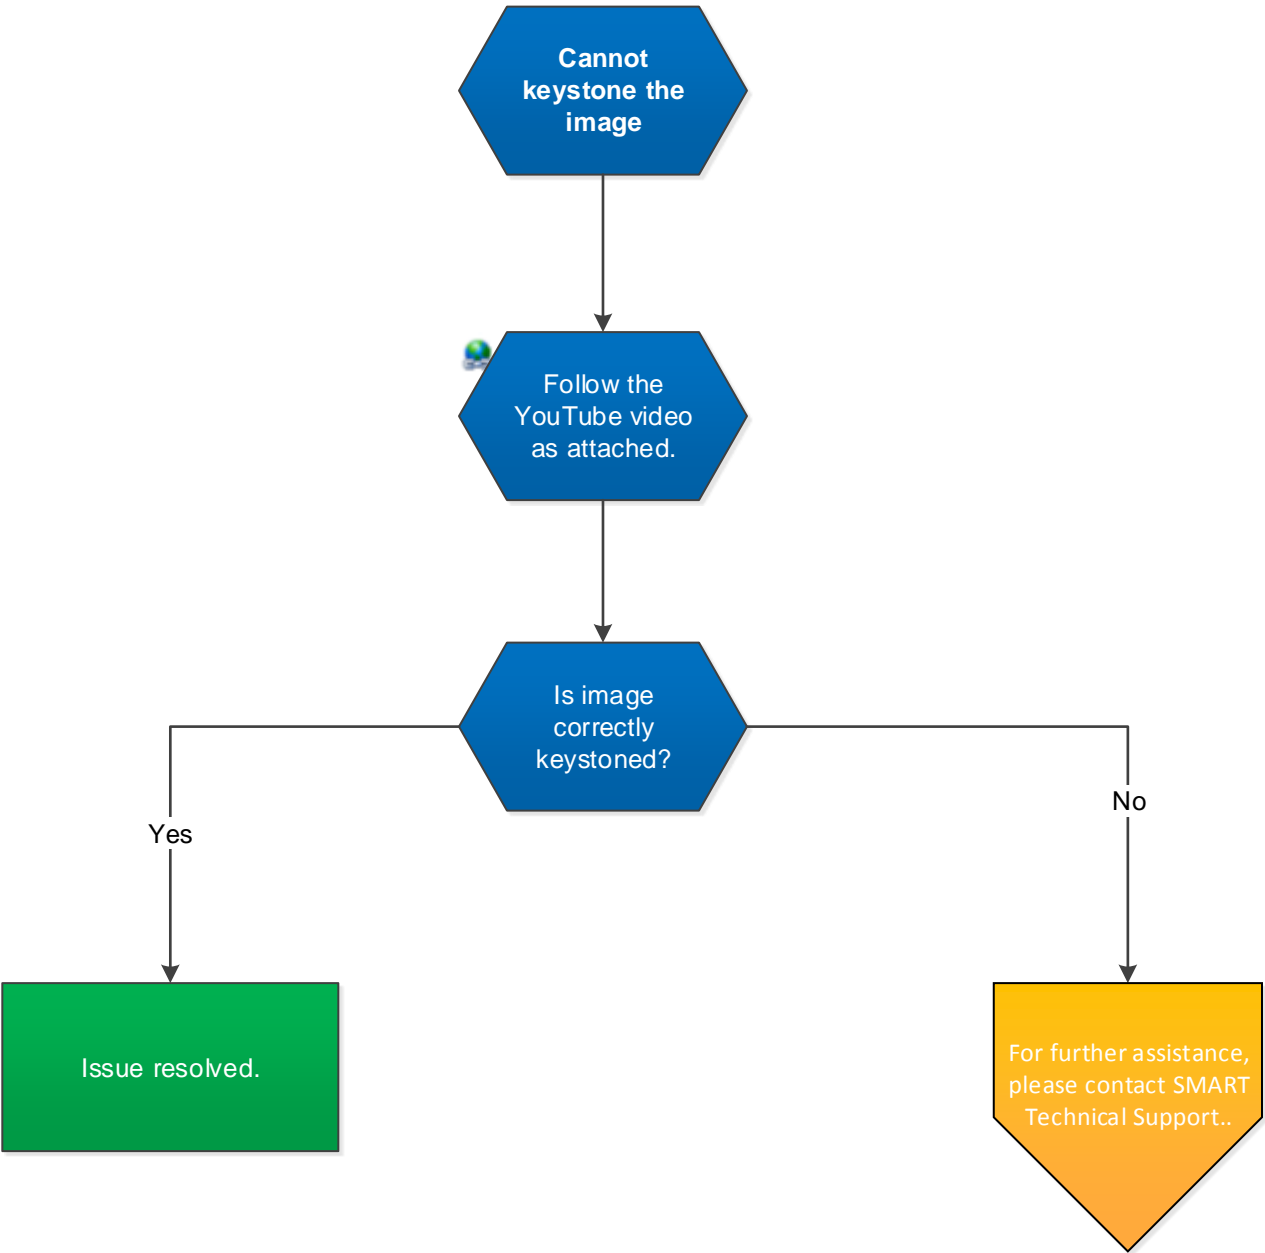 Cannot
keystone the
image
Follow the
YouTube video
as attached.
Is image
correctly
keystoned?
Yes
No
Issue resolved.
For further assistance,
please contact SMART
Technical Support..